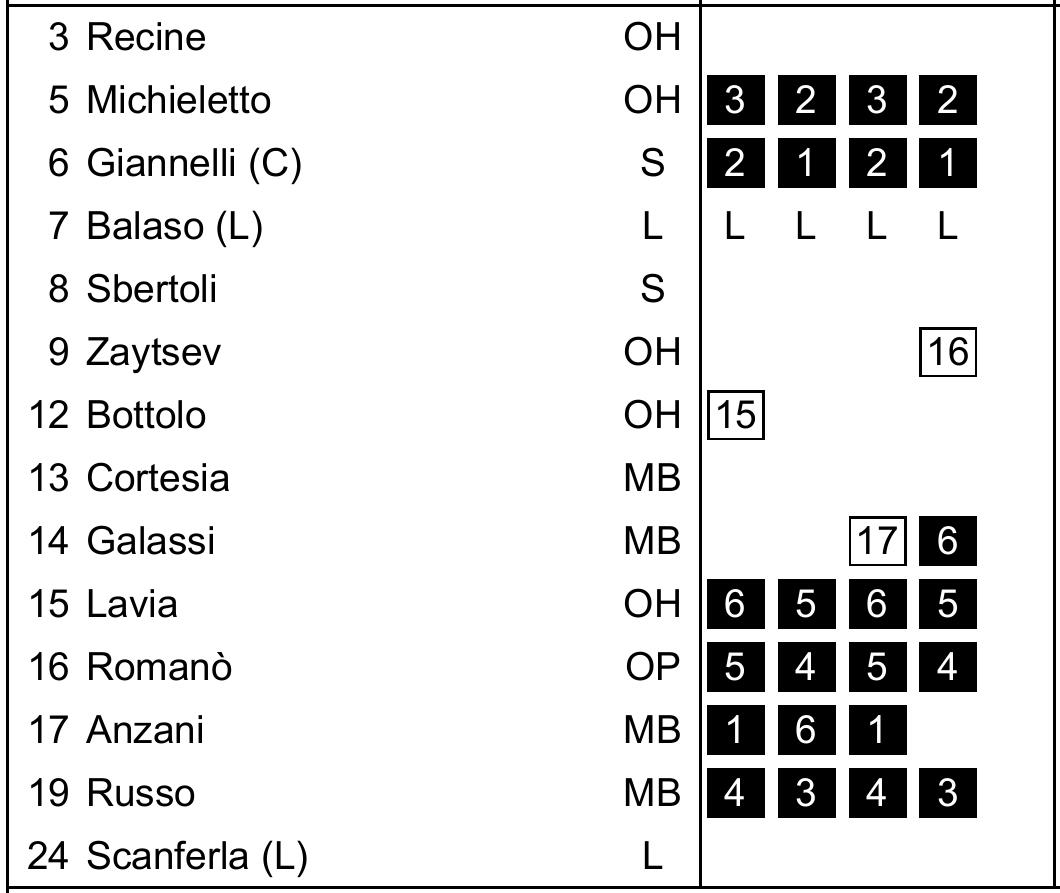 3 Recine OH
5 Michieletto OH 3 2 3 2
6 Giannelli (C) S 2 1 2 1
7 Balaso (L) L L L L L
8 Sbertoli S
9 Zaytsev OH 16
12 Bottolo OH 15
13 Cortesia MB
14 Galassi MB 17 6
15 Lavia OH 6 5 6 5
16 Romanò OP 5 4 5 4
17 Anzani MB 1 6 1
19 Russo MB 4 3 4 3
24 Scanferla (L) L